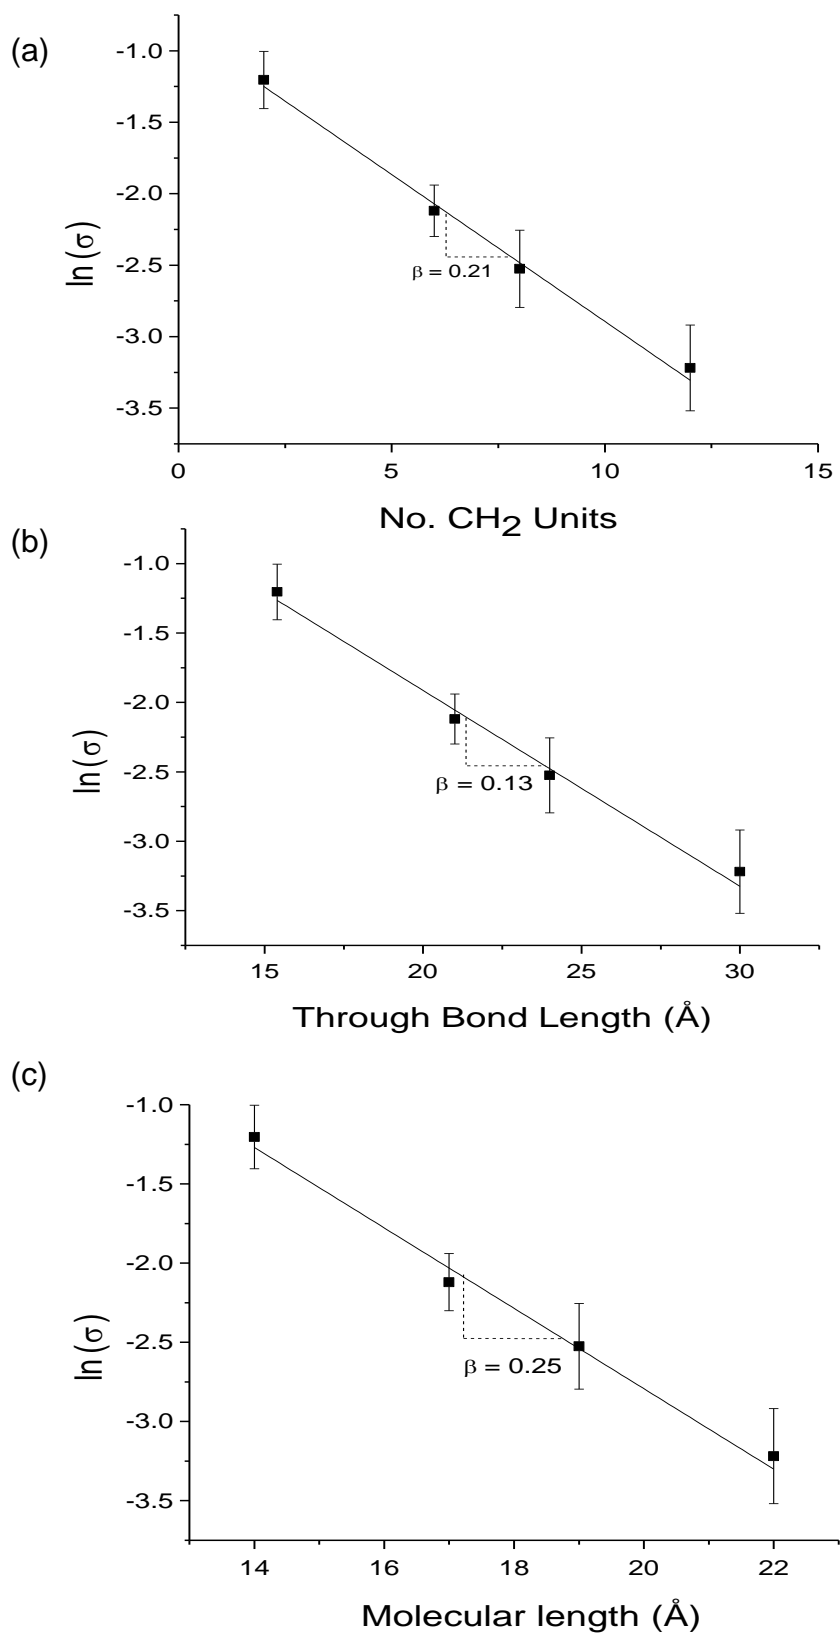 (a)
-1.0
-1.5
-2.0
-2.5
-3.0
-3.5
ln(σ)
β = 0.21
0
5
10
15
No. CH2 Units
(b)
-1.0
-1.5
-2.0
-2.5
-3.0
-3.5
ln(σ)
β = 0.13
15
20
25
30
Through Bond Length (Å)
(c)
-1.0
-1.5
-2.0
-2.5
-3.0
-3.5
ln(σ)
β = 0.25
14
16
18
20
22
Molecular length (Å)